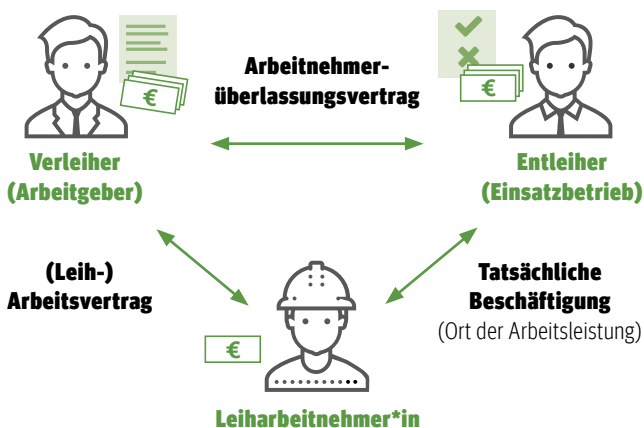 €
€
Arbeitnehmer-
überlassungsvertrag
Verleiher
(Arbeitgeber)
Entleiher
(Einsatzbetrieb)
(Leih-)
Arbeitsvertrag
Tatsächliche
Beschäftigung
(Ort der Arbeitsleistung)
€
Leiharbeitnehmer*in